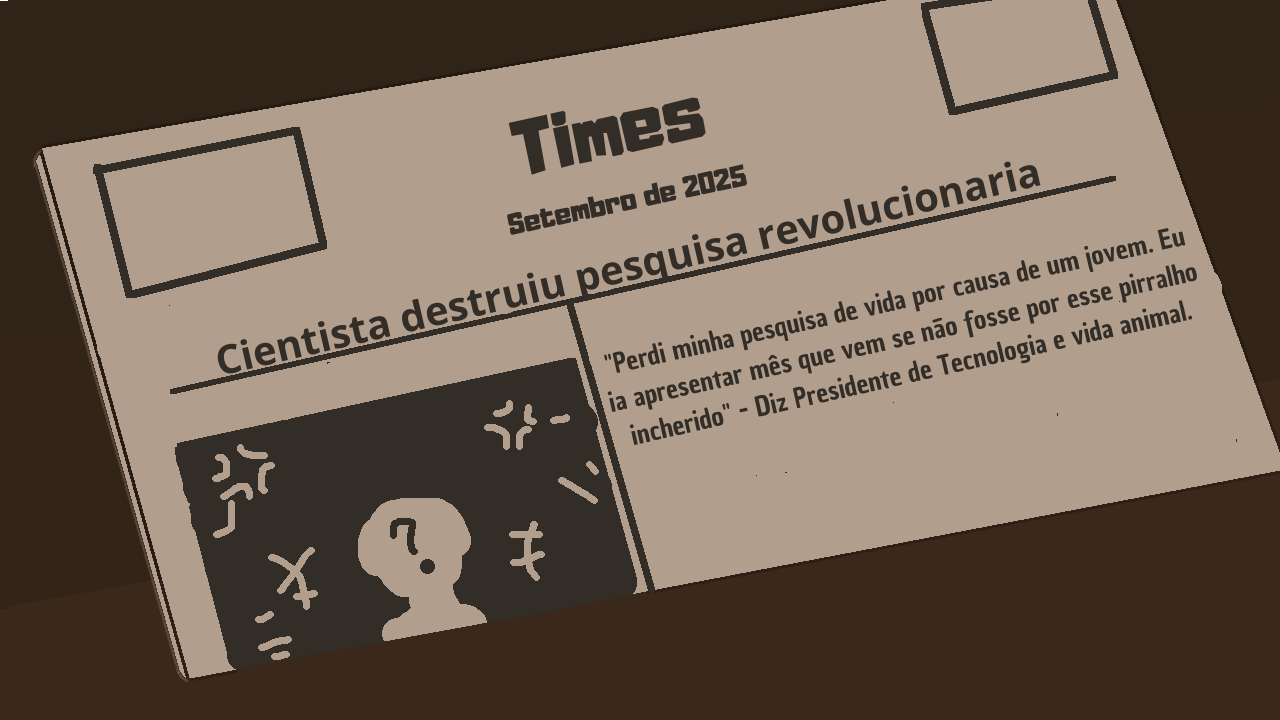 Times
Setembro de 2025
Cientista destruiu pesquisa revolucionaria
"Perdi minha pesquisa de vida por causa de um jovem. Eu
ia apresentar mês que vem se não fosse por esse pirralho
incherido" - Diz Presidente de Tecnologia e vida animal.
?